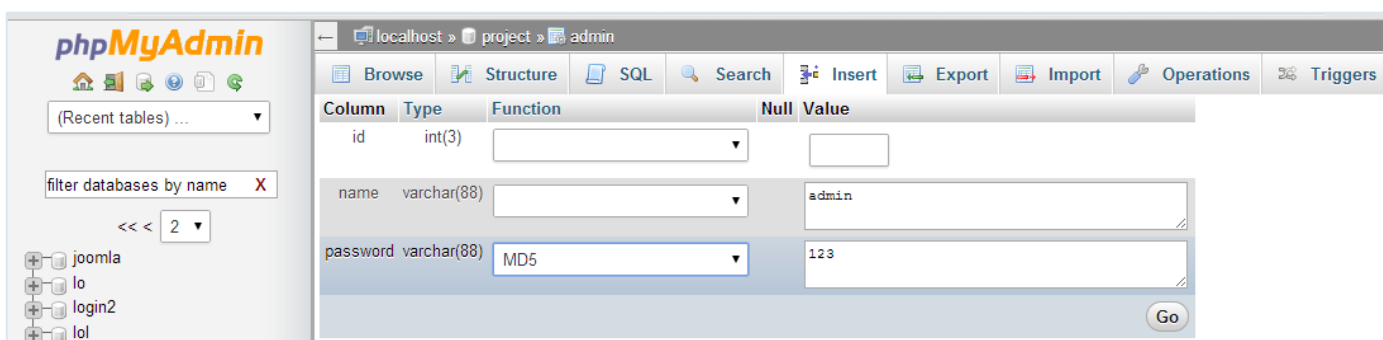 phpMyAdmin
(Recent tables) ...
filter databases by name X
<< < 2
joomla
lo
login2
lol
← localhost » project » admin
Browse Structure SQL Search Insert Export Import Operations Triggers
Column Type Function Null Value
id int(3)
name varchar(88) admin
password varchar(88) MD5 123
Go